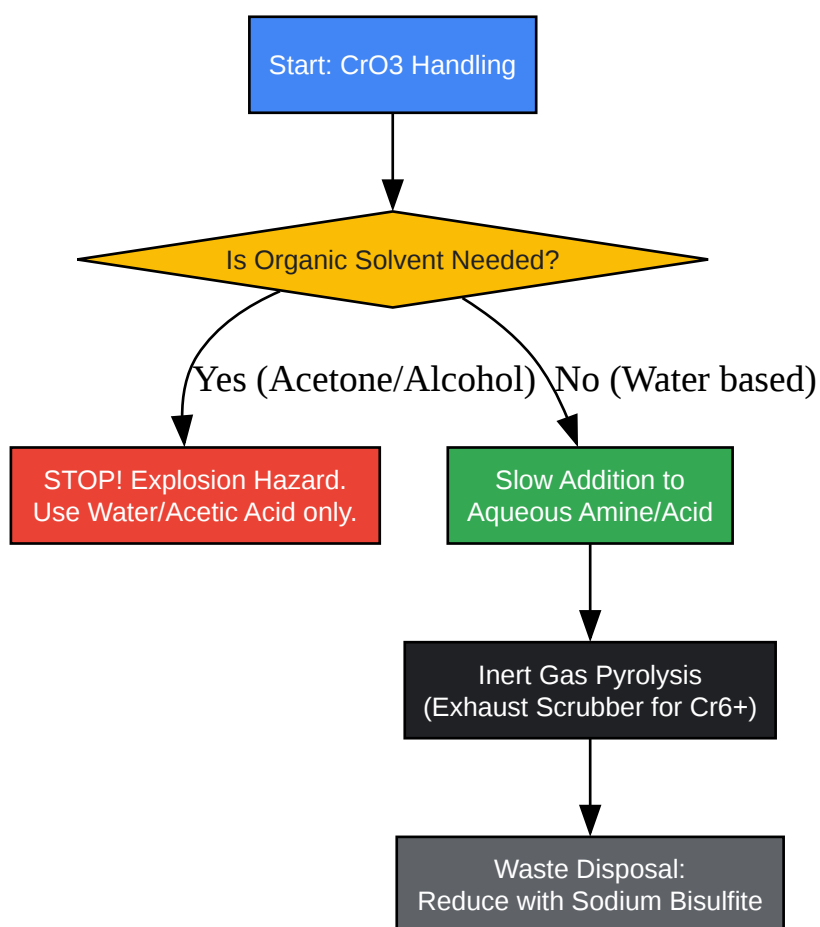 Start: CrO3 Handling
Is Organic Solvent Needed?
Yes (Acetone/Alcohol)
No (Water based)
STOP! Explosion Hazard.
Use Water/Acetic Acid only.
Slow Addition to
Aqueous Amine/Acid
Inert Gas Pyrolysis
(Exhaust Scrubber for Cr6+)
Waste Disposal:
Reduce with Sodium Bisulfite